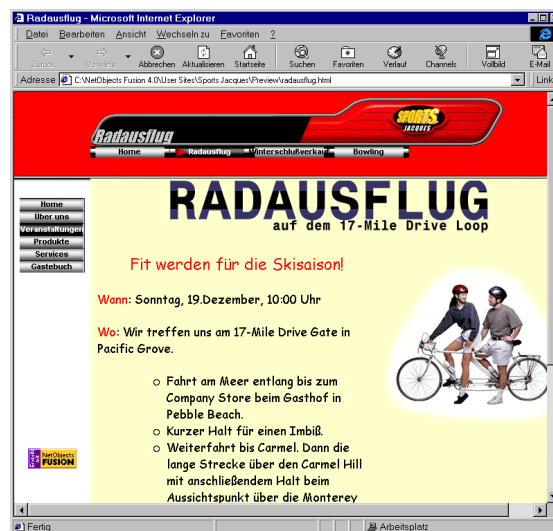 Radausflug - Microsoft Internet Explorer
Datei Bearbeiten Ansicht Wechseln zu Favoriten ?
Zurück Vorwärts Abbrechen Aktualisieren Startseite Suchen Favoriten Verlauf Channels Vollbild E-Mail
Adresse C:\NetObjects Fusion 4.0\User Sites\Sports Jacques\Preview\radausflug.html Link
SPORTS
JACQUES
Radausflug
Home Radausflug Winterschlußverkauf Bowling
RADAUSFLUG
auf dem 17-Mile Drive Loop
Home
Über uns
Veranstaltungen
Produkte
Services
Gastebuch
Fit werden für die Skisaison!
Wann: Sonntag, 19.Dezember, 10:00 Uhr
Wo: Wir treffen uns am 17-Mile Drive Gate in
Pacific Grove.
Fahrt am Meer entlang bis zum
Company Store beim Gasthof in
Pebble Beach.
Kurzer Halt für einen Imbiß.
Weiterfahrt bis Carmel. Dann die
lange Strecke über den Carmel Hill
mit anschließendem Halt beim
Aussichtspunkt über die Monterey
NetObjects
FUSION
Fertig Arbeitsplatz